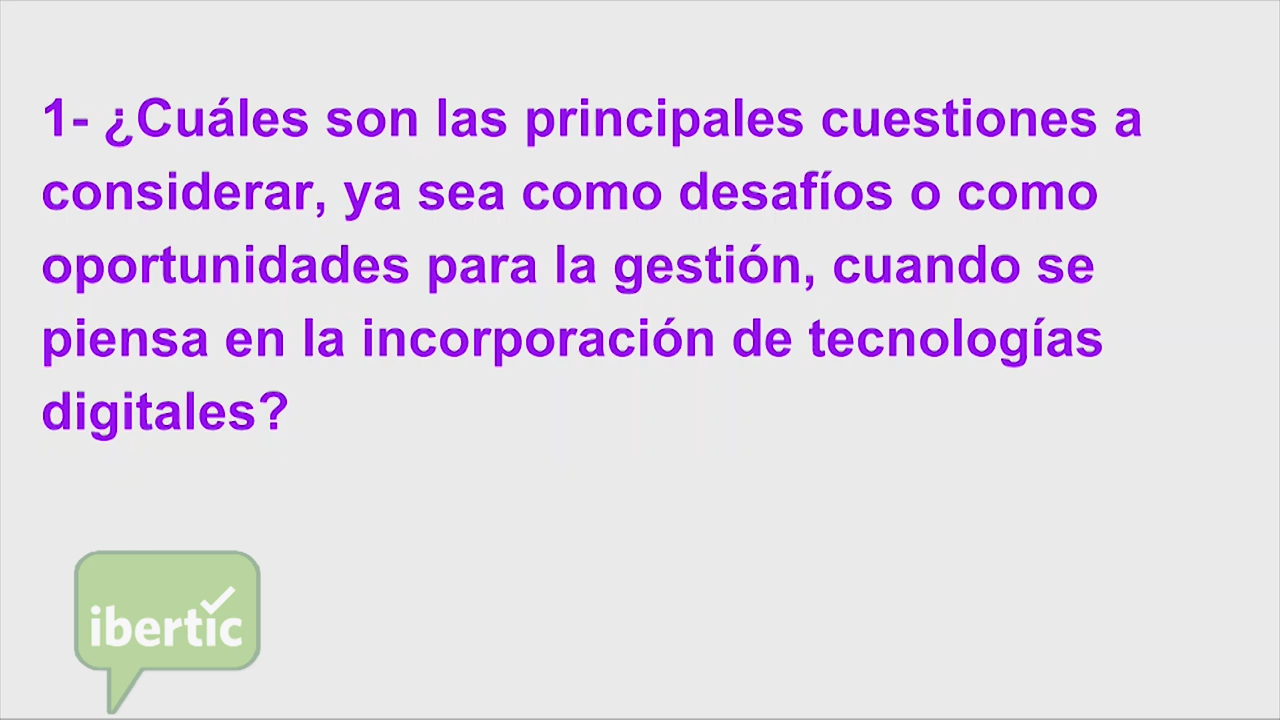 1- ¿Cuáles son las principales cuestiones a
considerar, ya sea como desafíos o como
oportunidades para la gestión, cuando se
piensa en la incorporación de tecnologías
digitales?
ibertic